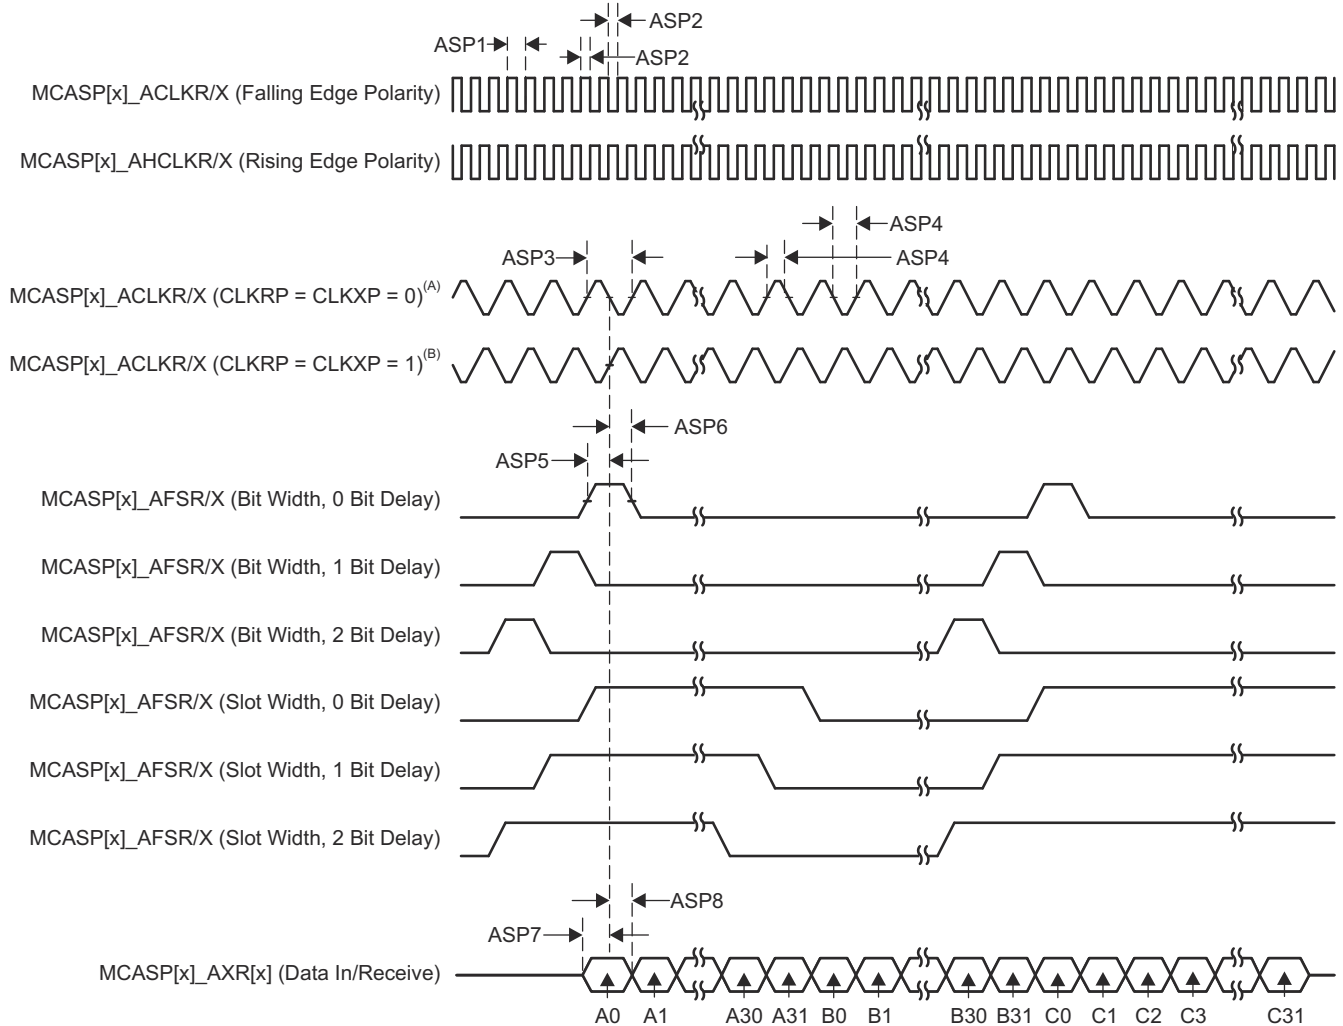 ASP2
ASP1
ASP2
MCASP[x]_ACLKR/X (Falling Edge Polarity)
MCASP[x]_AHCLKR/X (Rising Edge Polarity)
ASP4
ASP3
ASP4
MCASP[x]_ACLKR/X (CLKRP = CLKXP = 0)(A)
MCASP[x]_ACLKR/X (CLKRP = CLKXP = 1)(B)
ASP6
ASP5
MCASP[x]_AFSR/X (Bit Width, 0 Bit Delay)
MCASP[x]_AFSR/X (Bit Width, 1 Bit Delay)
MCASP[x]_AFSR/X (Bit Width, 2 Bit Delay)
MCASP[x]_AFSR/X (Slot Width, 0 Bit Delay)
MCASP[x]_AFSR/X (Slot Width, 1 Bit Delay)
MCASP[x]_AFSR/X (Slot Width, 2 Bit Delay)
ASP8
ASP7
MCASP[x]_AXR[x] (Data In/Receive)
A0 A1 A30 A31 B0 B1 B30 B31 C0 C1 C2 C3 C31